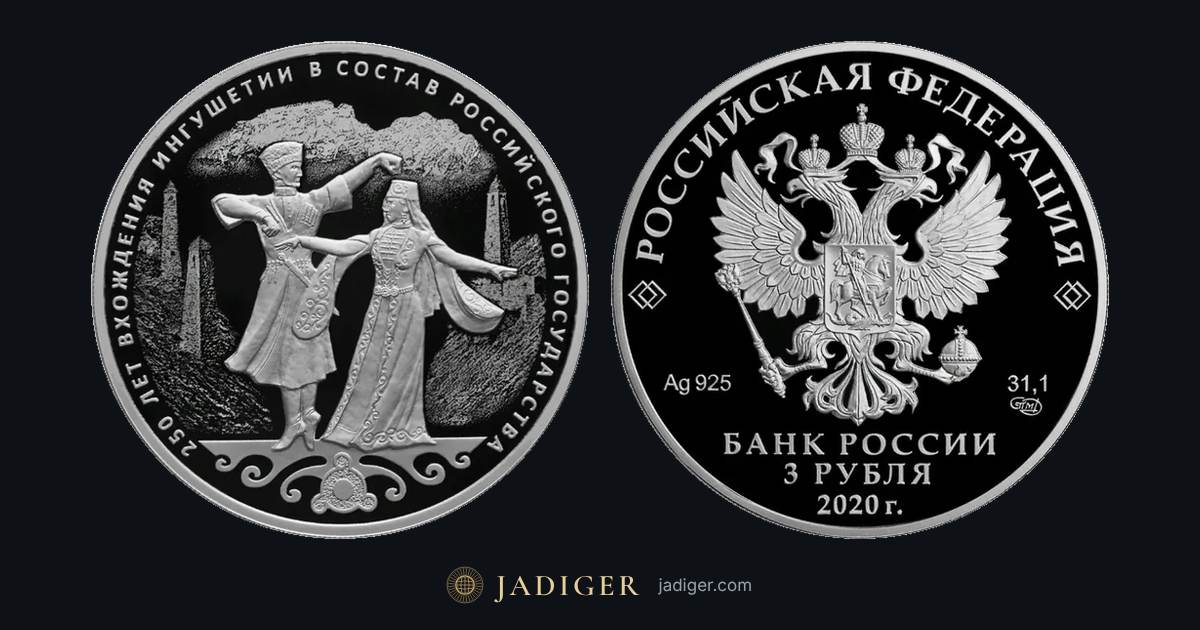 250 ЛЕТ ВХОЖДЕНИЯ ИНГУШЕТИИ В СОСТАВ РОССИЙСКОГО ГОСУДАРСТВА
РОССИЙСКАЯ ФЕДЕРАЦИЯ
Ag 925
31,1
БАНК РОССИИ
3 РУБЛЯ
2020 г.
JADIGER
jadiger.com